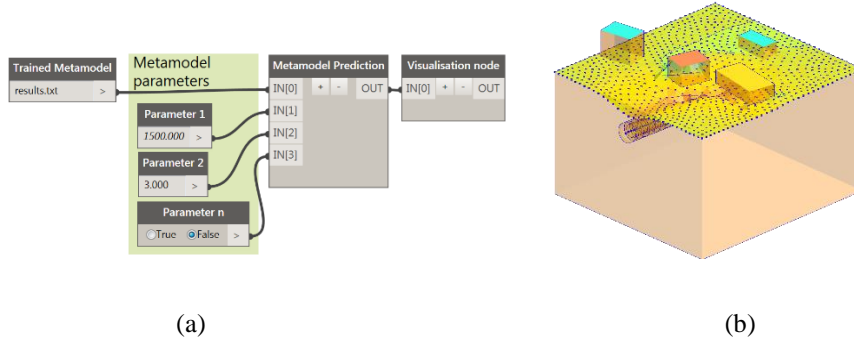 Metamodel
parameters
Trained Metamodel
results.txt >
Parameter 1
1500.000 >
Parameter 2
3.000 >
Parameter n
True False >
Metamodel Prediction
IN[0] + - OUT
IN[1]
IN[2]
IN[3]
Visualisation node
IN[0] + - OUT
(a)
(b)